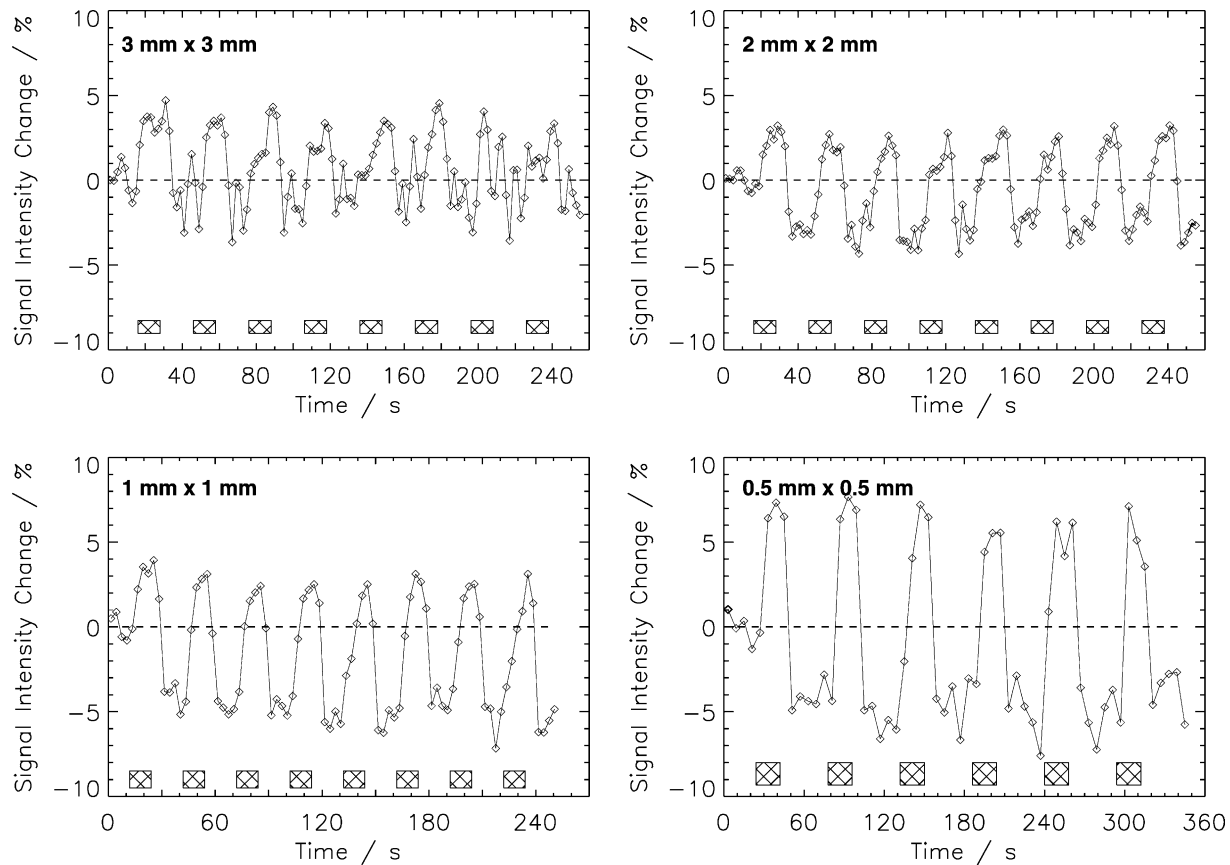 Signal Intensity Change / %
3 mm x 3 mm
10
5
0
−5
−10
0 40 80 120 160 200 240
Time / s
Signal Intensity Change / %
2 mm x 2 mm
10
5
0
−5
−10
0 40 80 120 160 200 240
Time / s
Signal Intensity Change / %
1 mm x 1 mm
10
5
0
−5
−10
0 60 120 180 240
Time / s
Signal Intensity Change / %
0.5 mm x 0.5 mm
10
5
0
−5
−10
0 60 120 180 240 300 360
Time / s